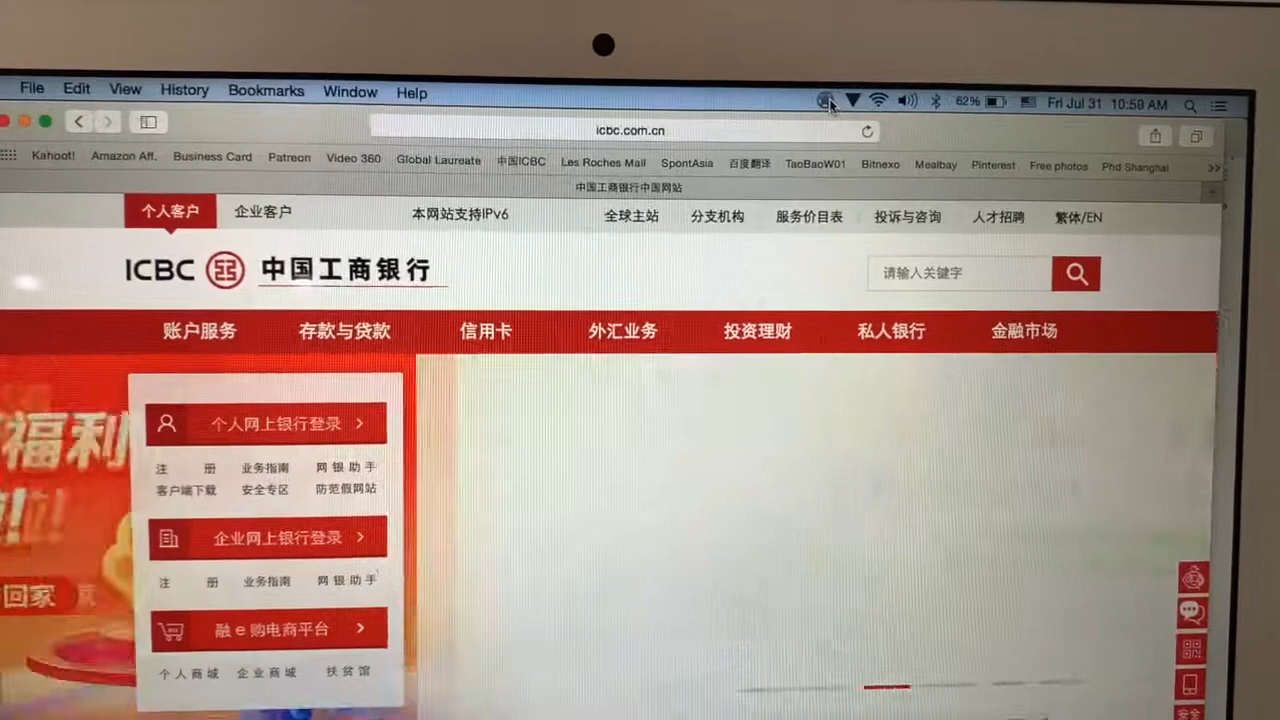 File Edit View History Bookmarks Window Help 62% Fri Jul 31 10:50 AM
icbc.com.cn
Kahoot! Amazon Aff. Business Card Patreon Video 360 Global Laureate 中国ICBC Les Roches Mail SpontAsia 百度翻译 TaoBaoW01 Bitnexo Mealbay Pinterest Free photos Phd Shanghai >>
中国工商银行中国网站
个人客户 企业客户 本网站支持IPv6 全球主站 分支机构 服务价目表 投诉与咨询 人才招聘 繁体/EN
ICBC 中国工商银行 请输入关键字
账户服务 存款与贷款 信用卡 外汇业务 投资理财 私人银行 金融市场
福利
个人网上银行登录 >
注 册 业务指南 网银助手
客户端下载 安全专区 防范假网站
企业网上银行登录 >
注 册 业务指南 网银助手
回家
融e购电商平台 >
个人商城 企业商城 扶贫馆
安全